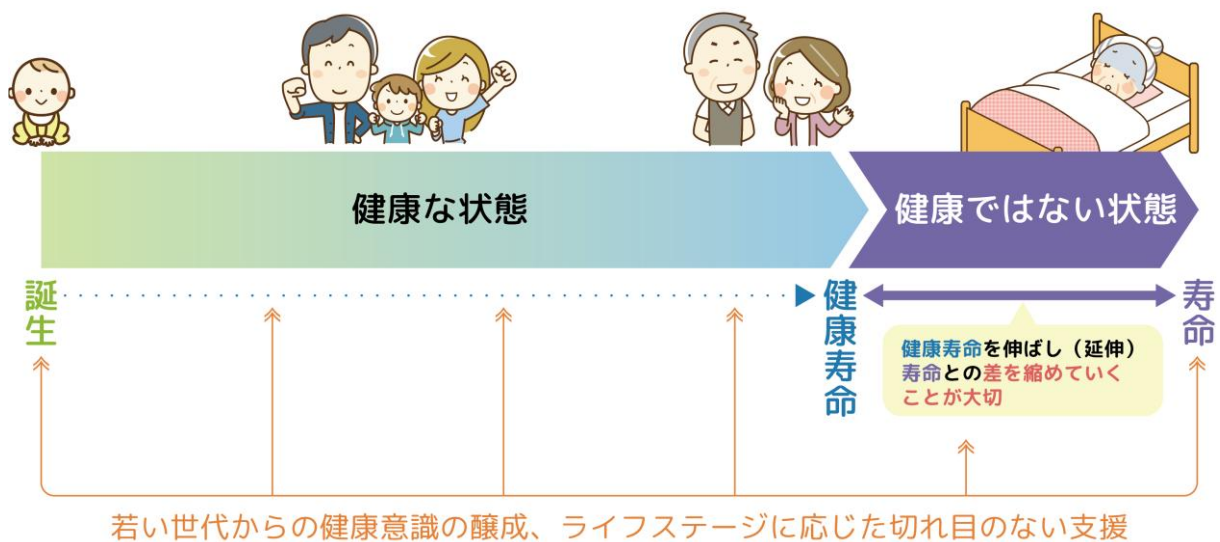 健康な状態
健康ではない状態
誕生
健康寿命
寿命
健康寿命を伸ばし（延伸）
寿命との差を縮めていく
ことが大切
若い世代からの健康意識の醸成、ライフステージに応じた切れ目のない支援